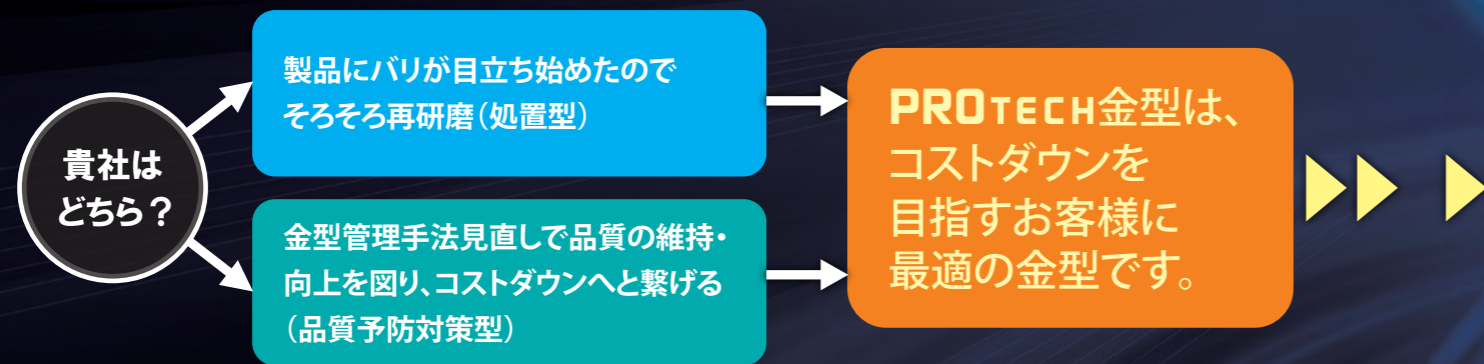 貴社は
どちら？
製品にバリが目立ち始めたので
そろそろ再研磨（処置型）
金型管理手法見直しで品質の維持・
向上を図り、コストダウンへと繋げる
（品質予防対策型）
PROTECH金型は、
コストダウンを
目指すお客様に
最適の金型です。